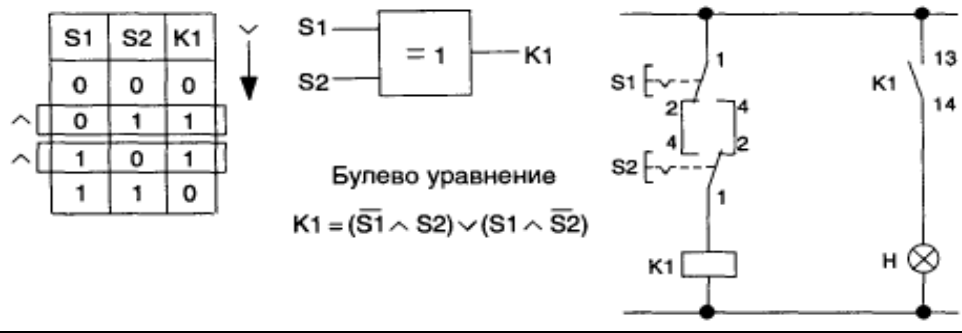 S1 S2 K1
0 0 0
0 1 1
1 0 1
1 1 0
S1
S2
= 1
K1
Булево уравнение
K1 = (S̅1̅ ∧ S2) ∨ (S1 ∧ S̅2̅)
1
S1
2 4
4 2
S2
1
K1
13
K1
14
H